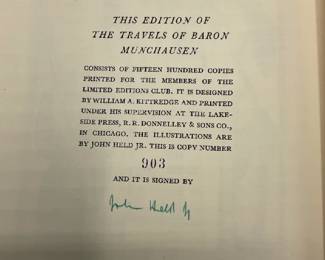 THIS EDITION OF
THE TRAVELS OF BARON
MUNCHAUSEN
CONSISTS OF FIFTEEN HUNDRED COPIES
PRINTED FOR THE MEMBERS OF THE
LIMITED EDITIONS CLUB. IT IS DESIGNED
BY WILLIAM A. KITTREDGE AND PRINTED
UNDER HIS SUPERVISION AT THE LAKE-
SIDE PRESS, R. R. DONNELLEY & SONS CO.,
IN CHICAGO. THE ILLUSTRATIONS ARE
BY JOHN HELD JR. THIS IS COPY NUMBER
903
AND IT IS SIGNED BY
John Held Jr